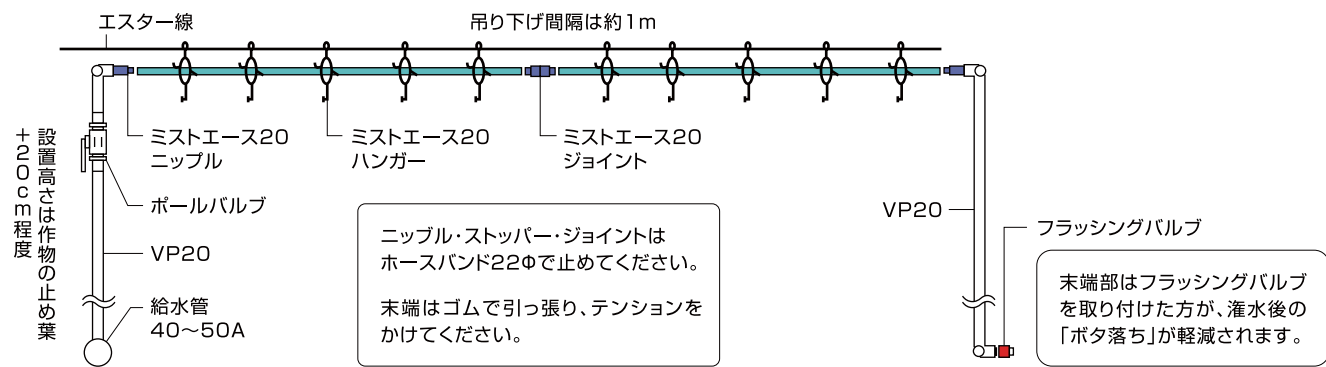 エスター線
吊り下げ間隔は約1m
ミストエース20
ニップル
ミストエース20
ハンガー
ミストエース20
ジョイント
設置高さは作物の止め葉
+20cm程度
ボールバルブ
VP20
給水管
40〜50A
ニップル・ストッパー・ジョイントは
ホースバンド22Φで止めてください。
末端はゴムで引っ張り、テンションを
かけてください。
VP20
フラッシングバルブ
末端部はフラッシングバルブ
を取り付けた方が、潅水後の
「ボタ落ち」が軽減されます。